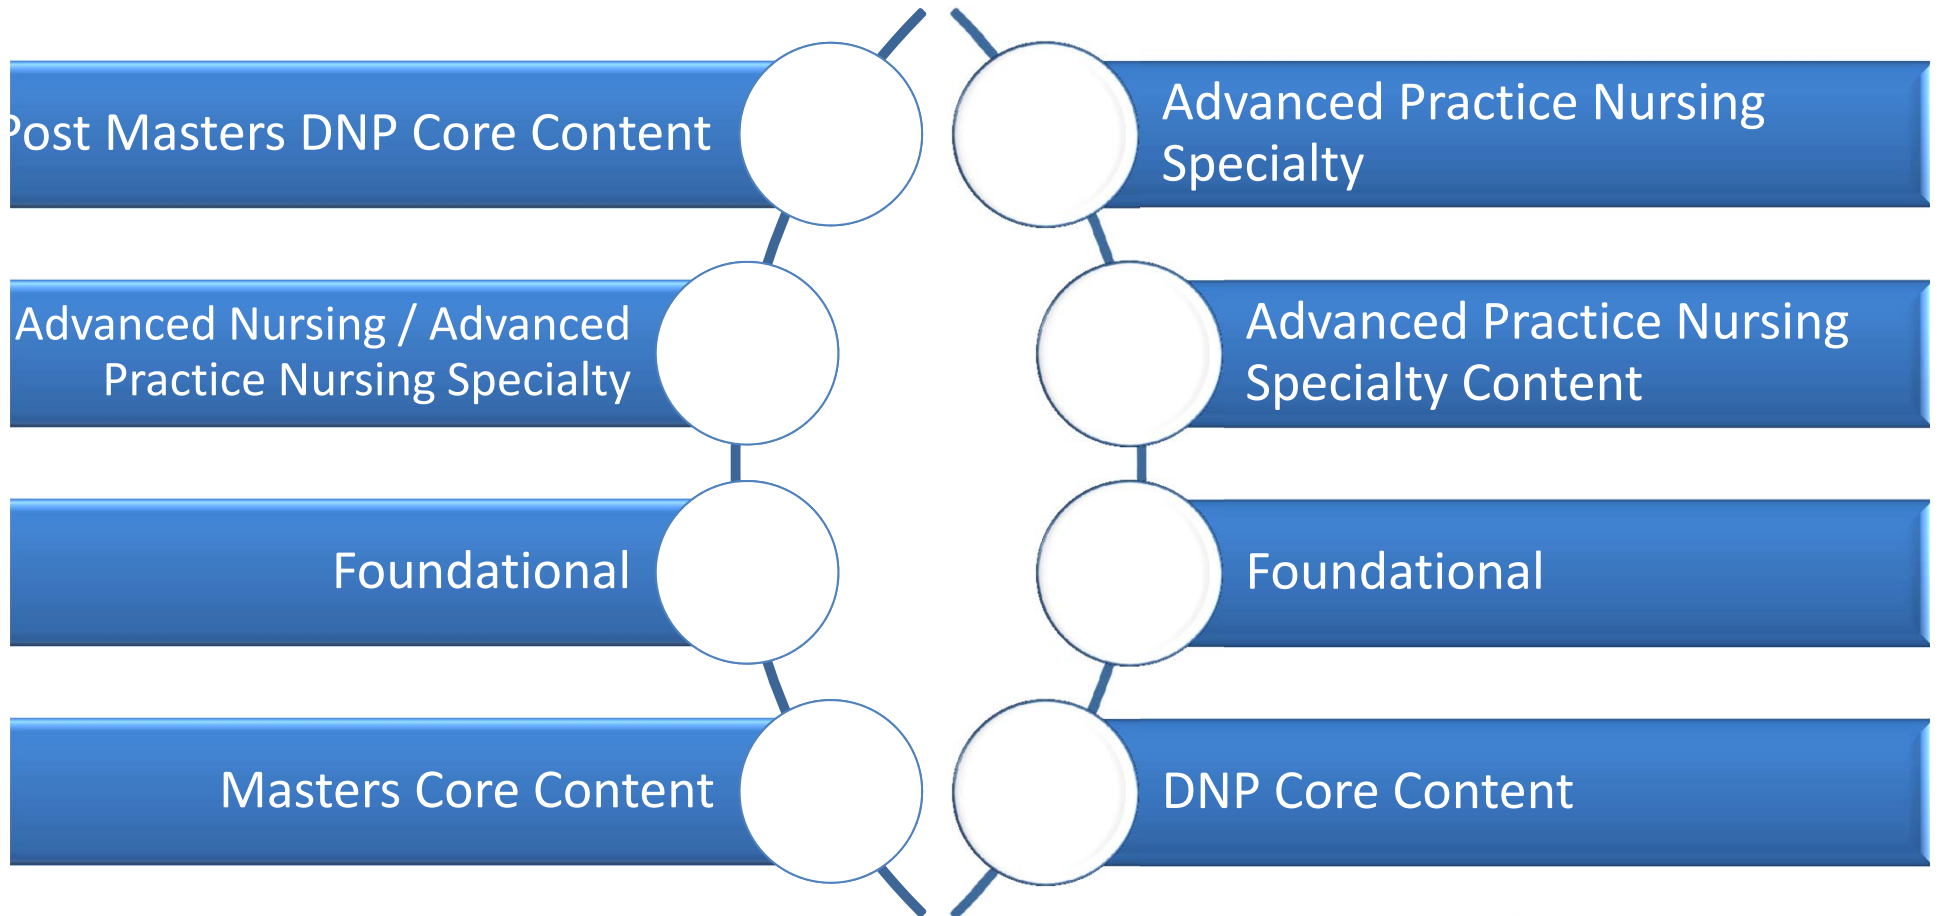 Post Masters DNP Core Content
Advanced Nursing / Advanced
Practice Nursing Specialty
Foundational
Masters Core Content
Advanced Practice Nursing
Specialty
Advanced Practice Nursing
Specialty Content
Foundational
DNP Core Content